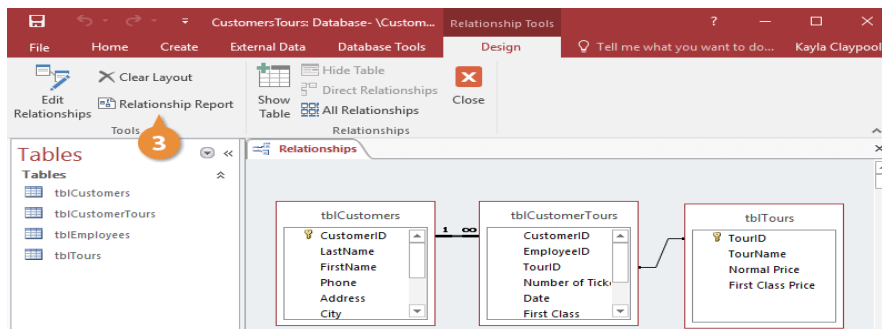 CustomersTours: Database- \Custom... Relationship Tools ?
File Home Create External Data Database Tools Design Tell me what you want to do... Kayla Claypool
Edit Relationships
Clear Layout
Relationship Report
Tools
Show Table
Hide Table
Direct Relationships
All Relationships
Relationships
Close
3
Tables
Tables
tblCustomers
tblCustomerTours
tblEmployees
tblTours
Relationships
tblCustomers
CustomerID
LastName
FirstName
Phone
Address
City
1 ∞
tblCustomerTours
CustomerID
EmployeeID
TourID
Number of Tick
Date
First Class
tblTours
TourID
TourName
Normal Price
First Class Price